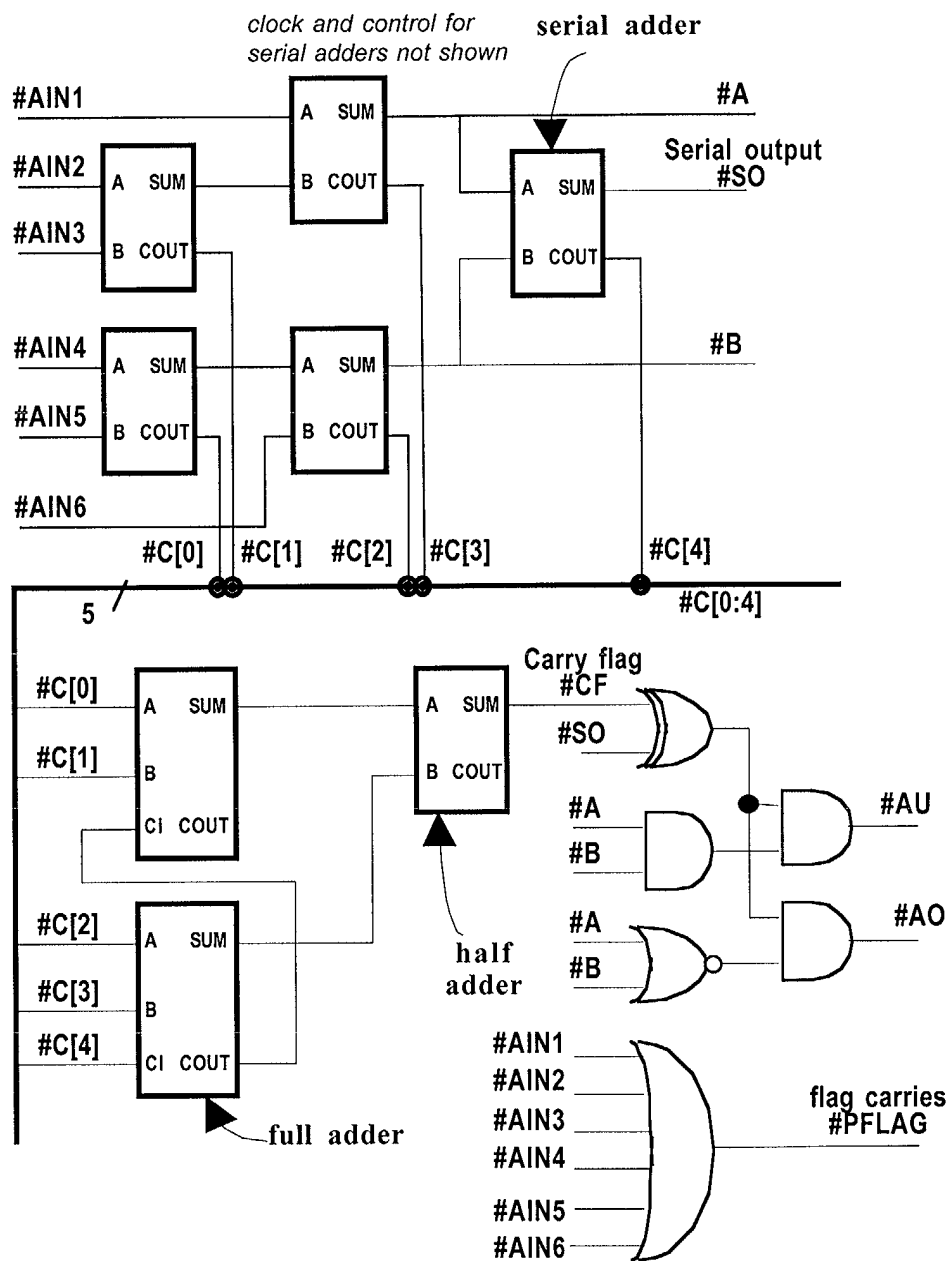 clock and control for
serial adders not shown
serial adder
#AIN1
A SUM
#A
#AIN2
A SUM
B COUT
Serial output
#SO
A SUM
#AIN3
B COUT
B COUT
#AIN4
A SUM
A SUM
#B
#AIN5
B COUT
B COUT
#AIN6
#C[0]
#C[1]
#C[2]
#C[3]
#C[4]
5
#C[0:4]
Carry flag
#CF
#C[0]
A SUM
A SUM
#SO
#C[1]
B
B COUT
#A
#AU
CI COUT
#B
#C[2]
A SUM
half
adder
#A
#AO
#B
#C[3]
B
#C[4]
CI COUT
full adder
#AIN1
#AIN2
#AIN3
#AIN4
#AIN5
#AIN6
flag carries
#PFLAG